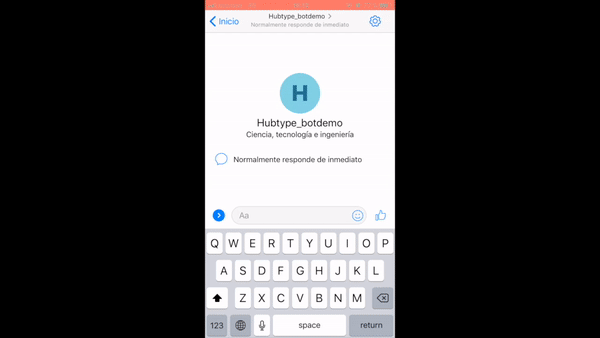 Inicio
Hubtype_botdemo >
Normalmente responde de inmediato
H
Hubtype_botdemo
Ciencia, tecnología e ingeniería
Normalmente responde de inmediato
Aa
Q W E R T Y U I O P
A S D F G H J K L
Z X C V B N M
123 space return